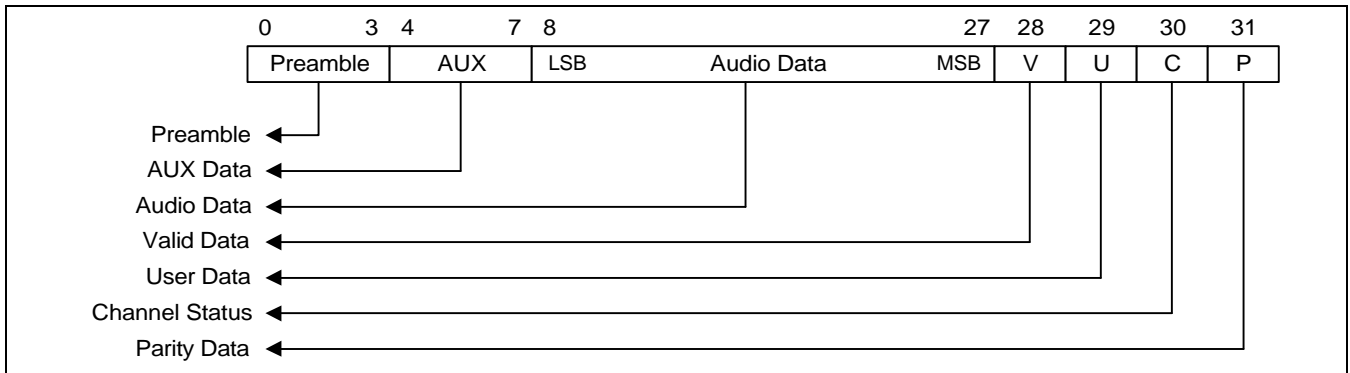 0 3 4 7 8 27 28 29 30 31
Preamble AUX LSB Audio Data MSB V U C P
Preamble
AUX Data
Audio Data
Valid Data
User Data
Channel Status
Parity Data